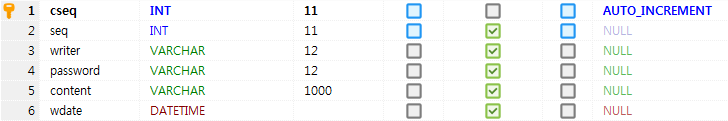 1 cseq INT 11 AUTO_INCREMENT
2 seq INT 11 NULL
3 writer VARCHAR 12 NULL
4 password VARCHAR 12 NULL
5 content VARCHAR 1000 NULL
6 wdate DATETIME NULL